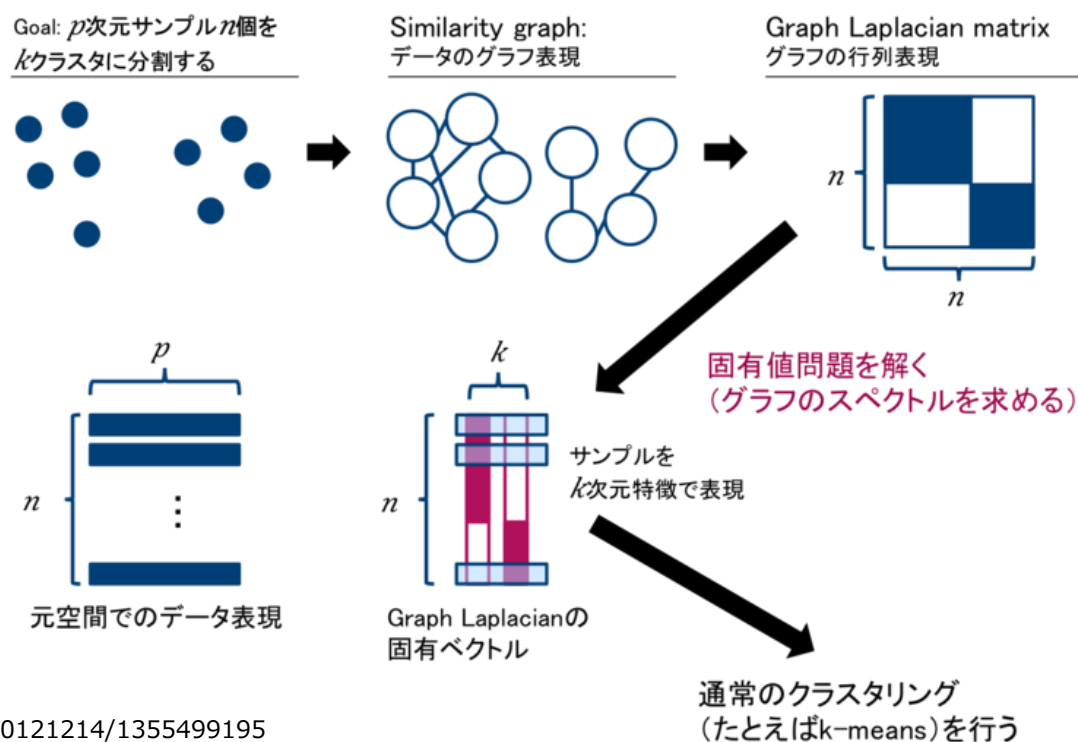 Goal: p次元サンプルn個を
kクラスタに分割する
Similarity graph:
データのグラフ表現
Graph Laplacian matrix
グラフの行列表現
n
n
固有値問題を解く
(グラフのスペクトルを求める)
p
n
⋮
元空間でのデータ表現
k
n
サンプルを
k次元特徴で表現
Graph Laplacianの
固有ベクトル
通常のクラスタリング
(たとえばk-means)を行う
0121214/1355499195